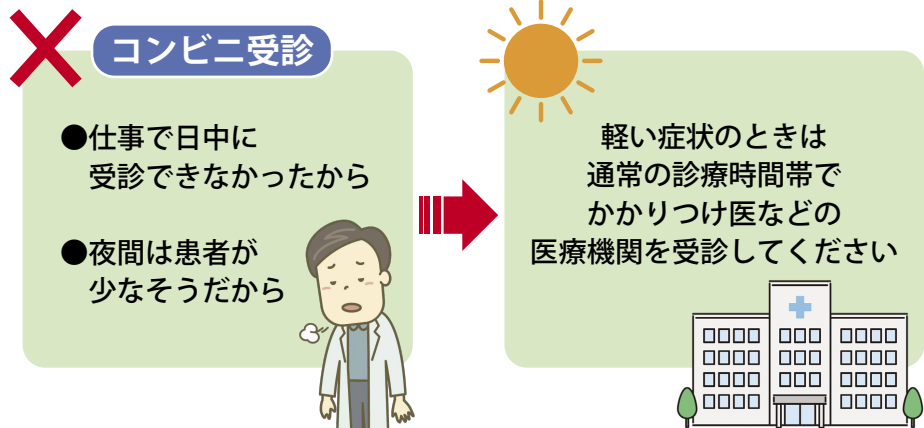 コンビニ受診
●仕事で日中に
受診できなかったから
●夜間は患者が
少なそうだから
軽い症状のときは
通常の診療時間帯で
かかりつけ医などの
医療機関を受診してください